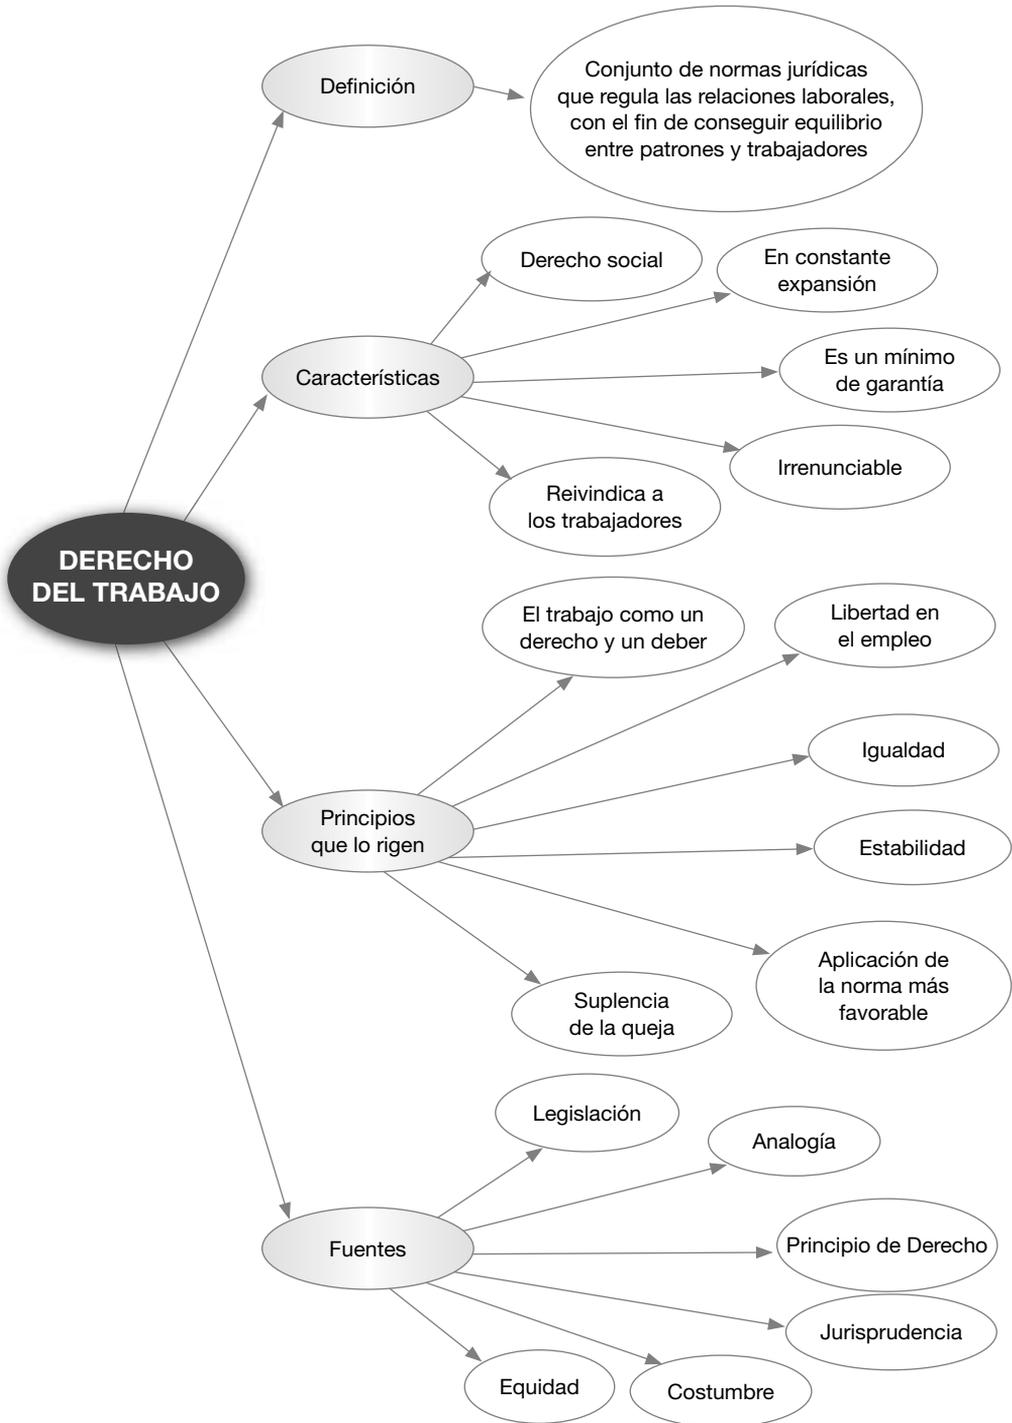 Definición
Conjunto de normas jurídicas
que regula las relaciones laborales,
con el fin de conseguir equilibrio
entre patrones y trabajadores
Derecho social
En constante
expansión
Características
Es un mínimo
de garantía
Irrenunciable
Reivindica a
los trabajadores
DERECHO
DEL TRABAJO
El trabajo como un
derecho y un deber
Libertad en
el empleo
Igualdad
Principios
que lo rigen
Estabilidad
Aplicación de
la norma más
favorable
Suplencia
de la queja
Legislación
Analogía
Fuentes
Principio de Derecho
Jurisprudencia
Equidad
Costumbre